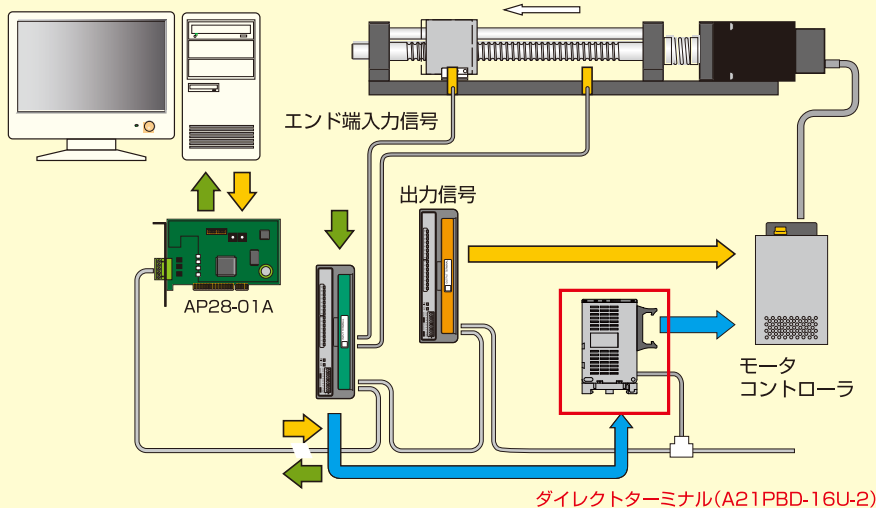 エンド端入力信号
出力信号
AP28-01A
モータ
コントローラ
ダイレクトターミナル(A21PBD-16U-2)